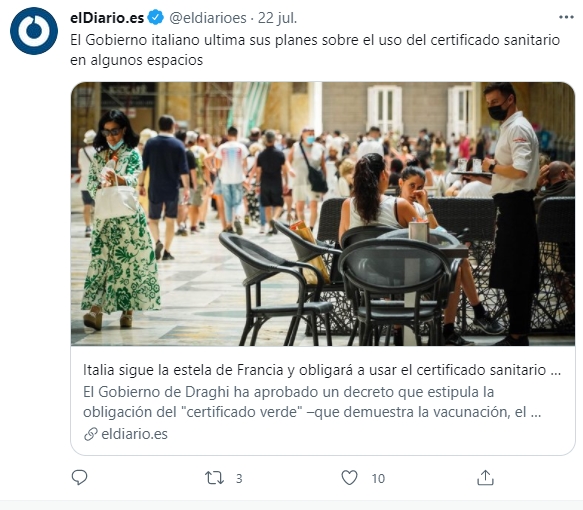 elDiario.es @eldiarioes · 22 jul.
El Gobierno italiano ultima sus planes sobre el uso del certificado sanitario
en algunos espacios
Italia sigue la estela de Francia y obligará a usar el certificado sanitario ...
El Gobierno de Draghi ha aprobado un decreto que estipula la
obligación del "certificado verde" –que demuestra la vacunación, el ...
eldiario.es
3 10